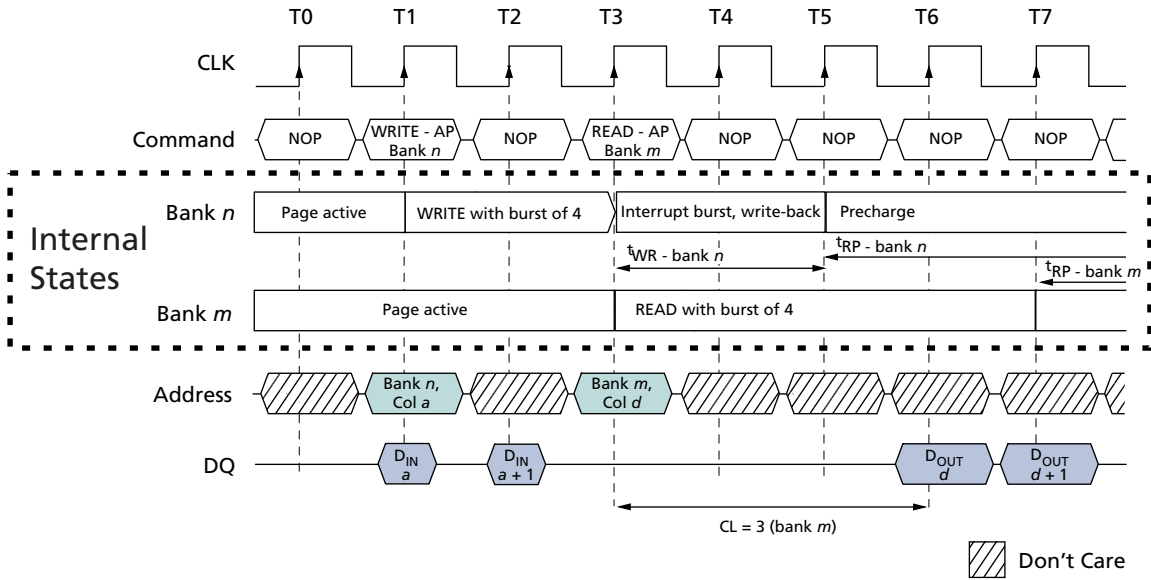 T0 T1 T2 T3 T4 T5 T6 T7
CLK
Command NOP WRITE - AP Bank n NOP READ - AP Bank m NOP NOP NOP NOP
Internal States
Bank n Page active WRITE with burst of 4 Interrupt burst, write-back Precharge
tWR - bank n tRP - bank n
tRP - bank m
Bank m Page active READ with burst of 4
Address Bank n, Col a Bank m, Col d
DQ DIN a DIN a + 1 DOUT d DOUT d + 1
CL = 3 (bank m)
Don't Care